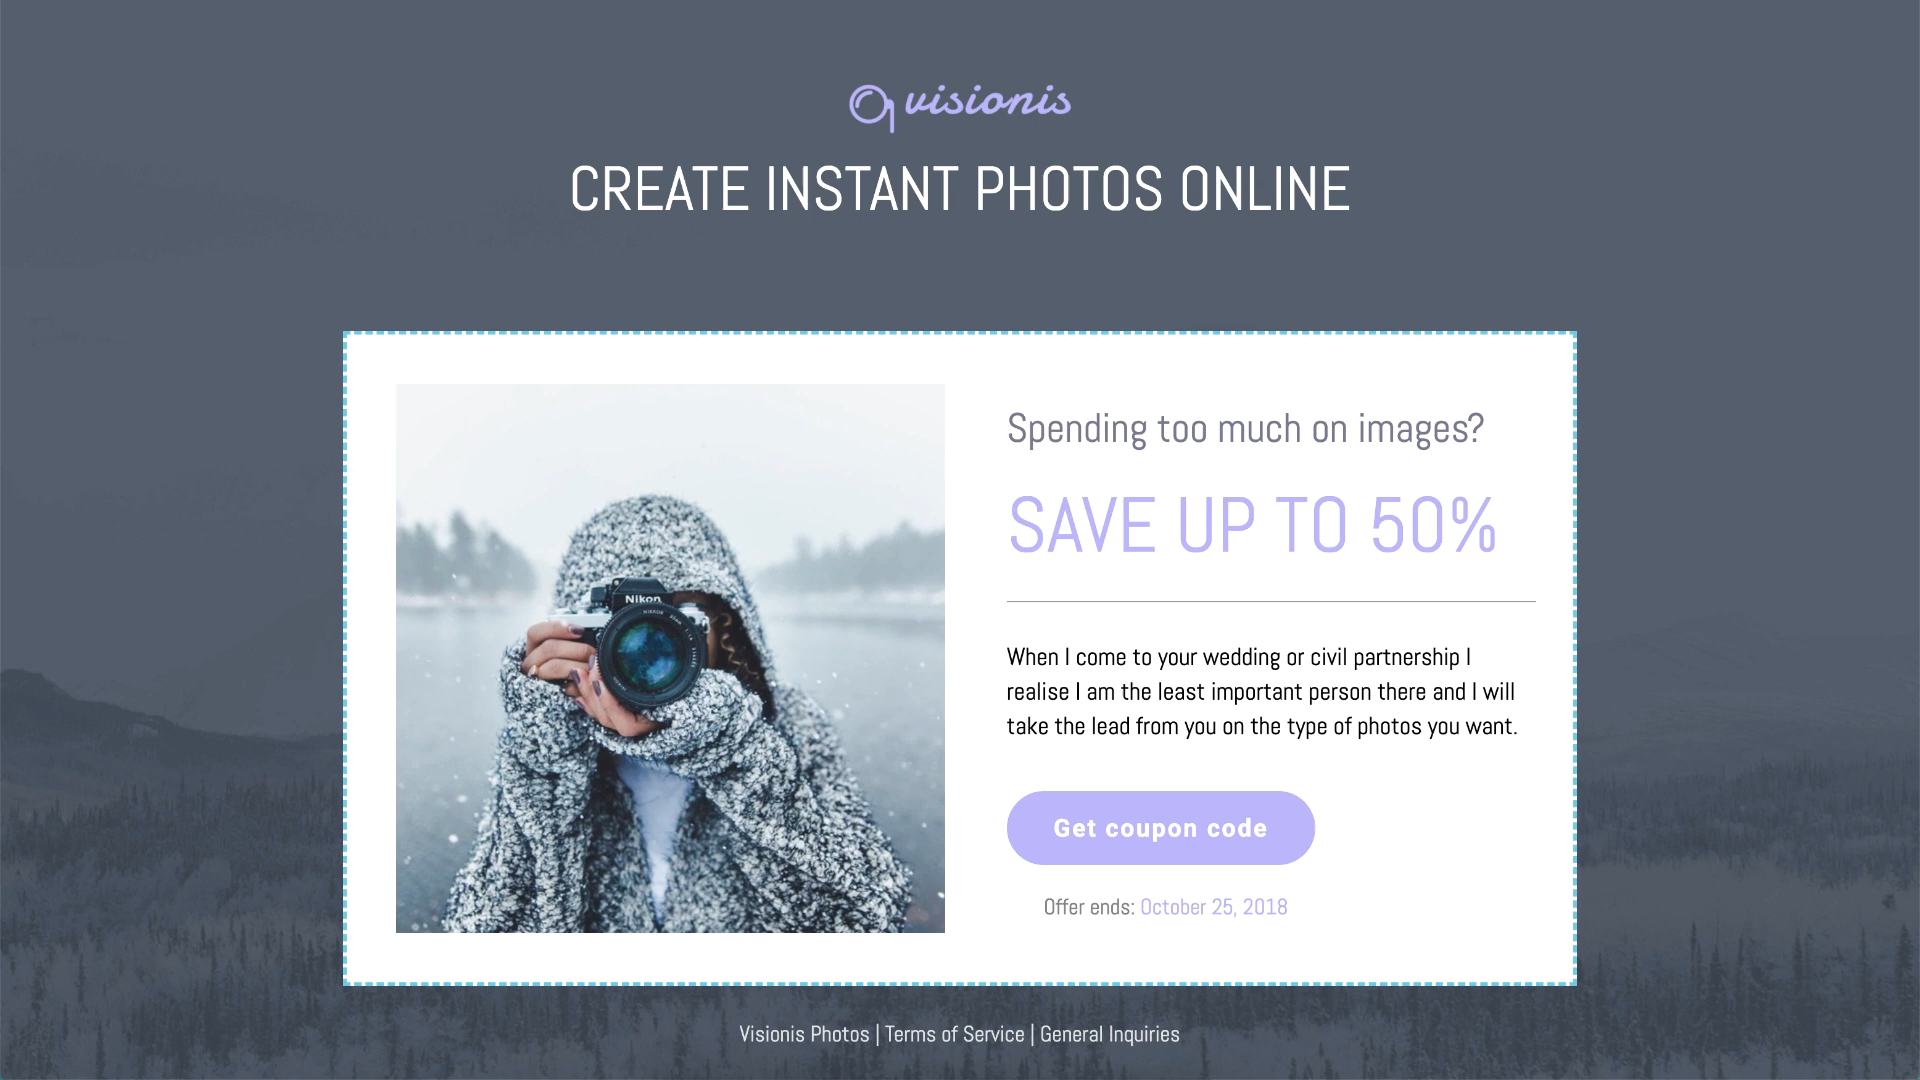 visionis
CREATE INSTANT PHOTOS ONLINE
Spending too much on images?
SAVE UP TO 50%
Nikon
NIKKOR
When I come to your wedding or civil partnership I
realise I am the least important person there and I will
take the lead from you on the type of photos you want.
Get coupon code
Offer ends: October 25, 2018
Visionis Photos | Terms of Service | General Inquiries